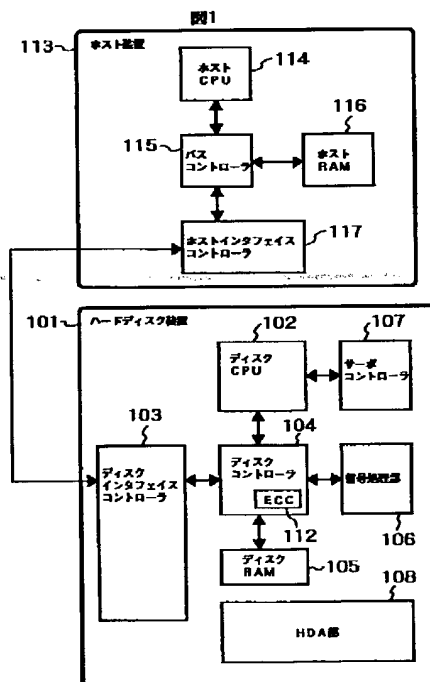 図1
113
ホスト装置
ホスト
CPU
114
115
バス
コントローラ
116
ホスト
RAM
ホストインタフェイス
コントローラ
117
101
ハードディスク装置
102
ディスク
CPU
107
サーボ
コントローラ
103
ディスク
インタフェイス
コントローラ
104
ディスク
コントローラ
ECC
112
信号処理部
106
ディスク
RAM
105
108
HDA部